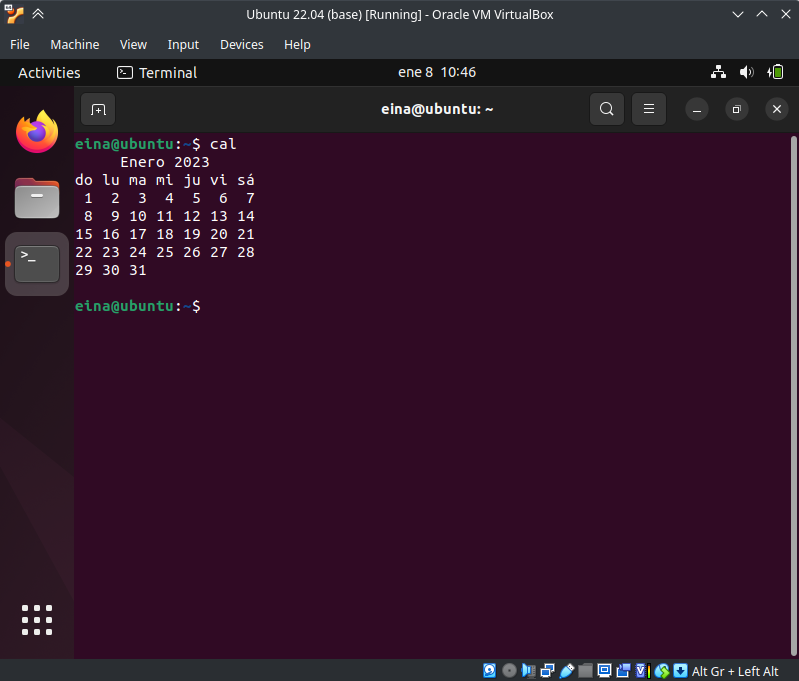 Ubuntu 22.04 (base) [Running] - Oracle VM VirtualBox
File Machine View Input Devices Help
Activities Terminal ene 8 10:46
eina@ubuntu: ~
eina@ubuntu:~$ cal
     Enero 2023
do lu ma mi ju vi sá
 1  2  3  4  5  6  7
 8  9 10 11 12 13 14
15 16 17 18 19 20 21
22 23 24 25 26 27 28
29 30 31
eina@ubuntu:~$
Alt Gr + Left Alt